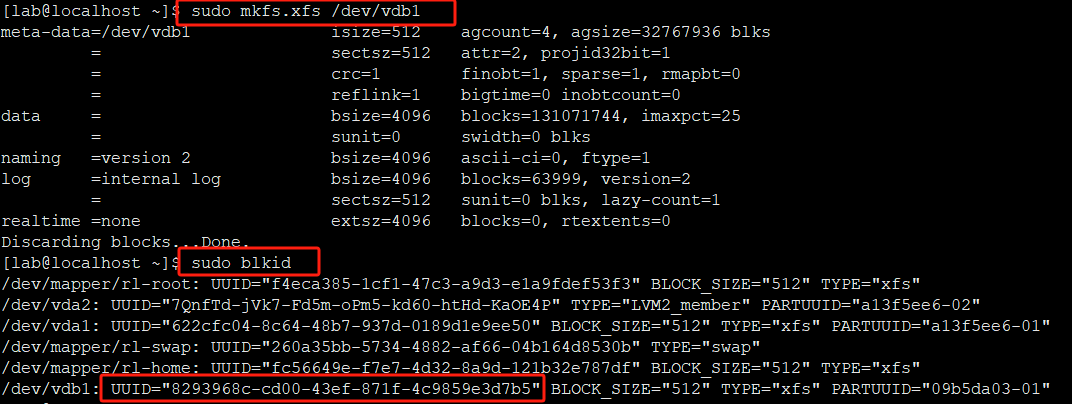 [lab@localhost ~]$ sudo mkfs.xfs /dev/vdb1
meta-data=/dev/vdb1 isize=512 agcount=4, agsize=32767936 blks
= sectsz=512 attr=2, projid32bit=1
= crc=1 finobt=1, sparse=1, rmapbt=0
= reflink=1 bigtime=0 inobtcount=0
data = bsize=4096 blocks=131071744, imaxpct=25
= sunit=0 swidth=0 blks
naming =version 2 bsize=4096 ascii-ci=0, ftype=1
log =internal log bsize=4096 blocks=63999, version=2
= sectsz=512 sunit=0 blks, lazy-count=1
realtime =none extsz=4096 blocks=0, rtextents=0
Discarding blocks...Done.
[lab@localhost ~]$ sudo blkid
/dev/mapper/rl-root: UUID="f4eca385-1cf1-47c3-a9d3-e1a9fdef53f3" BLOCK_SIZE="512" TYPE="xfs"
/dev/vda2: UUID="7QnfTd-jVk7-Fd5m-oPm5-kd60-htHd-KaOE4P" TYPE="LVM2_member" PARTUUID="a13f5ee6-02"
/dev/vda1: UUID="622cfc04-8c64-48b7-937d-0189d1e9ee50" BLOCK_SIZE="512" TYPE="xfs" PARTUUID="a13f5ee6-01"
/dev/mapper/rl-swap: UUID="260a35bb-5734-4882-af66-04b164d8530b" TYPE="swap"
/dev/mapper/rl-home: UUID="fc56649e-f7e7-4d32-8a9d-121b32e787df" BLOCK_SIZE="512" TYPE="xfs"
/dev/vdb1: UUID="8293968c-cd00-43ef-871f-4c9859e3d7b5" BLOCK_SIZE="512" TYPE="xfs" PARTUUID="09b5da03-01"